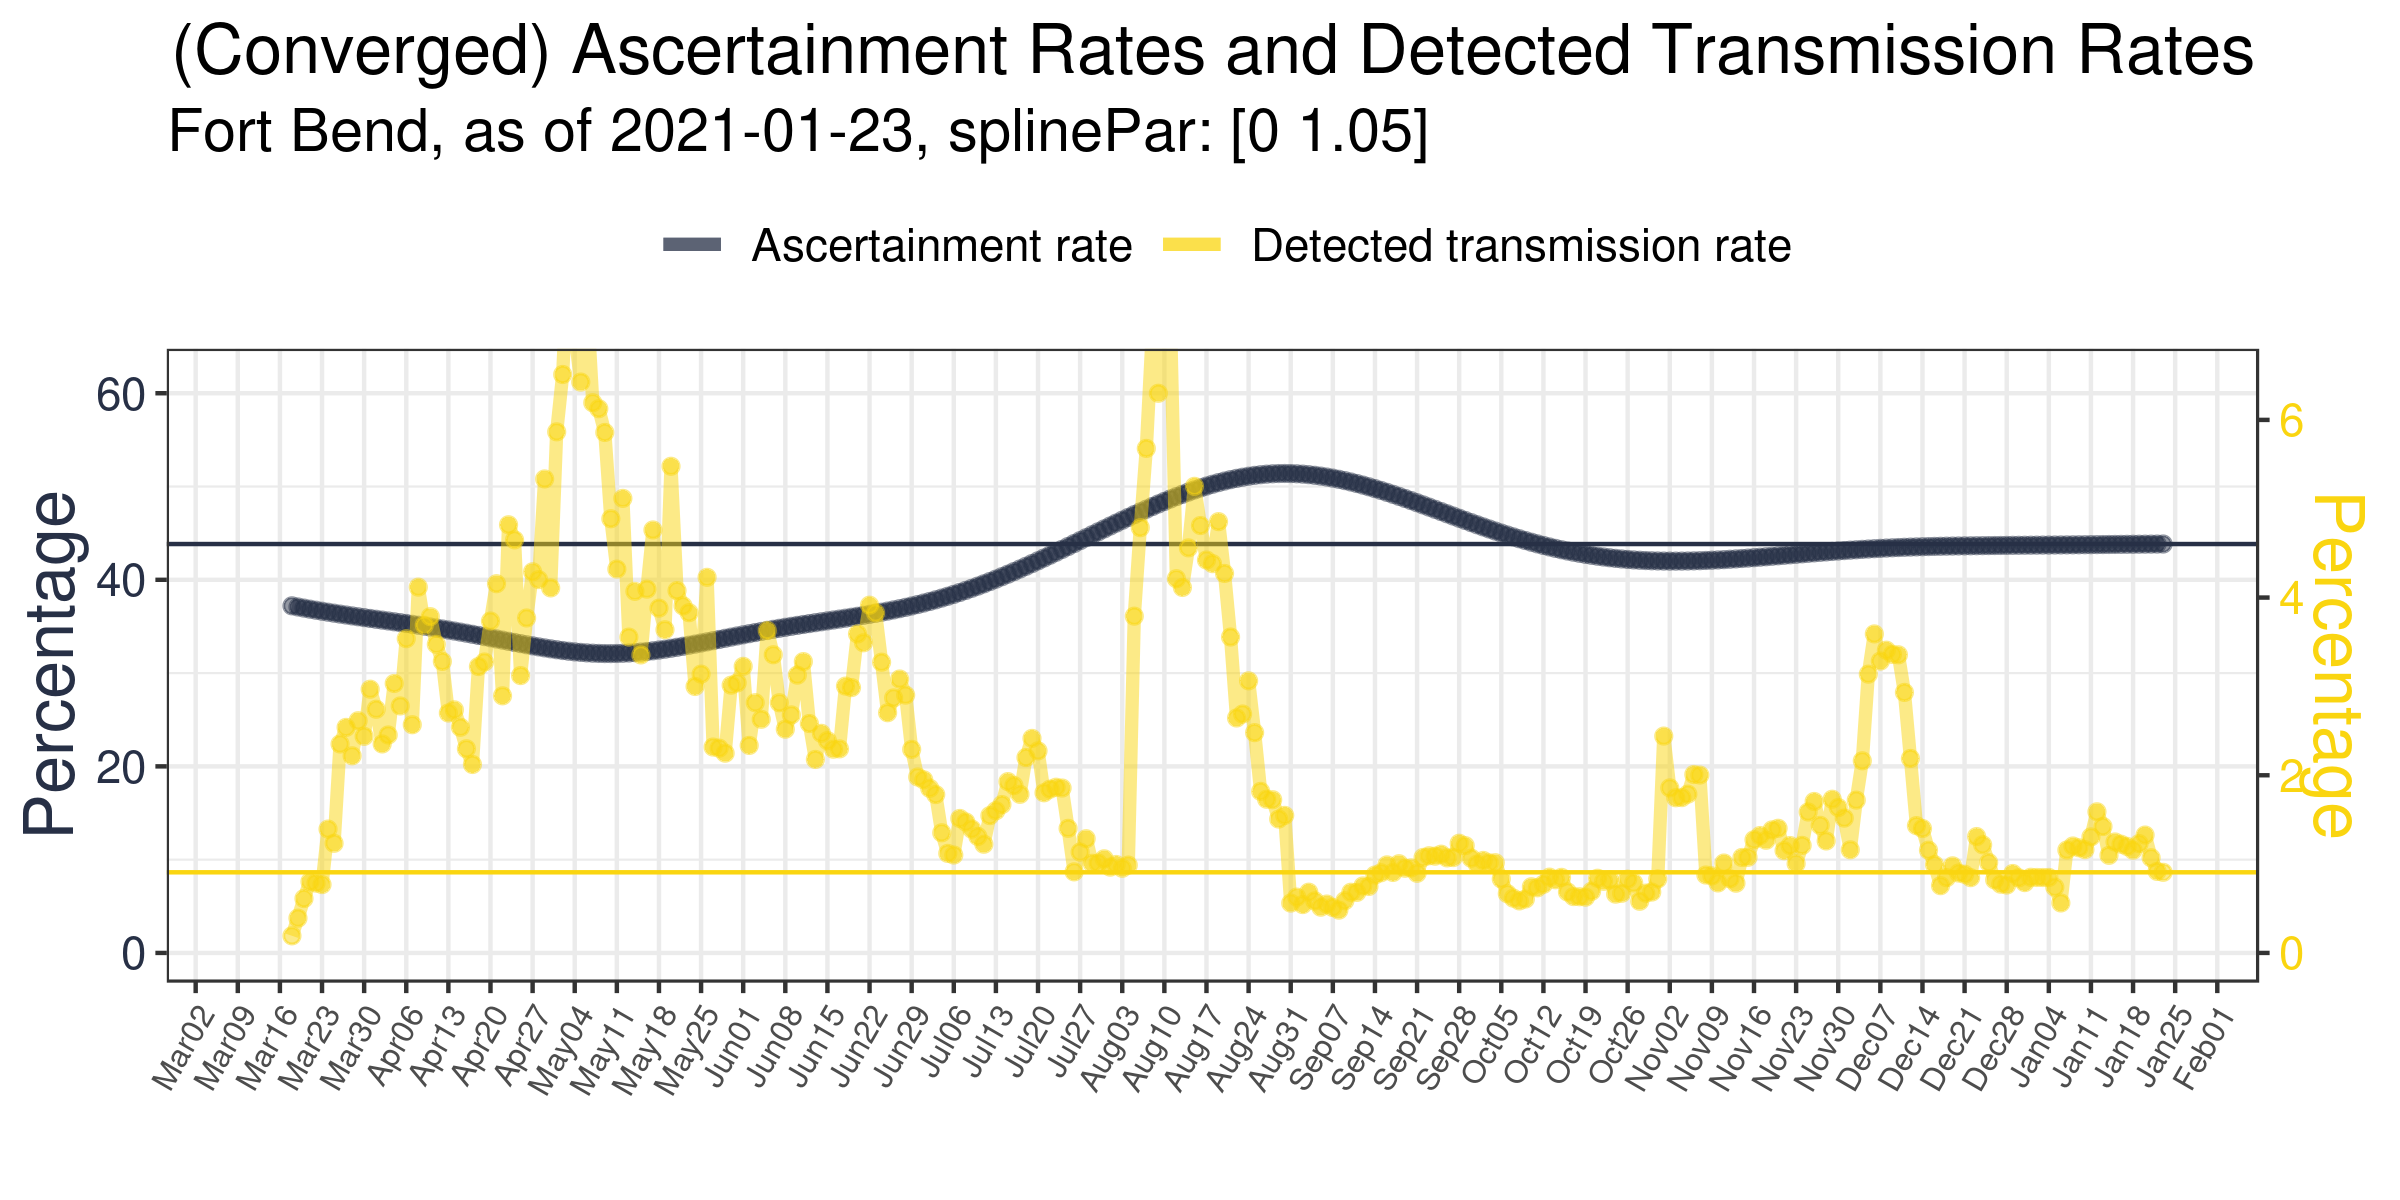 (Converged) Ascertainment Rates and Detected Transmission Rates
Fort Bend, as of 2021-01-23, splinePar: [0 1.05]
Ascertainment rate Detected transmission rate
Percentage
60
40
20
0
6
4
2
0
Percentage
Mar02 Mar09 Mar16 Mar23 Mar30 Apr06 Apr13 Apr20 Apr27 May04 May11 May18 May25 Jun01 Jun08 Jun15 Jun22 Jun29 Jul06 Jul13 Jul20 Jul27 Aug03 Aug10 Aug17 Aug24 Aug31 Sep07 Sep14 Sep21 Sep28 Oct05 Oct12 Oct19 Oct26 Nov02 Nov09 Nov16 Nov23 Nov30 Dec07 Dec14 Dec21 Dec28 Jan04 Jan11 Jan18 Jan25 Feb01